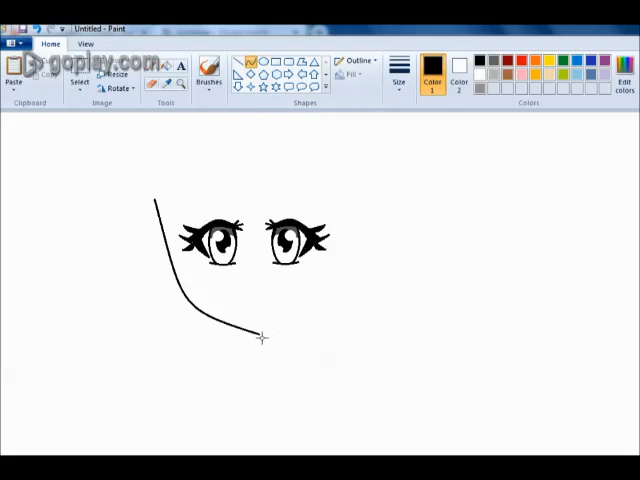 Untitled - Paint
Home View
goplay.com
Paste
Select
Resize
Rotate
A
Brushes
Outline
Fill
Size
Color 1
Color 2
Edit colors
Clipboard
Image
Tools
Shapes
Colors